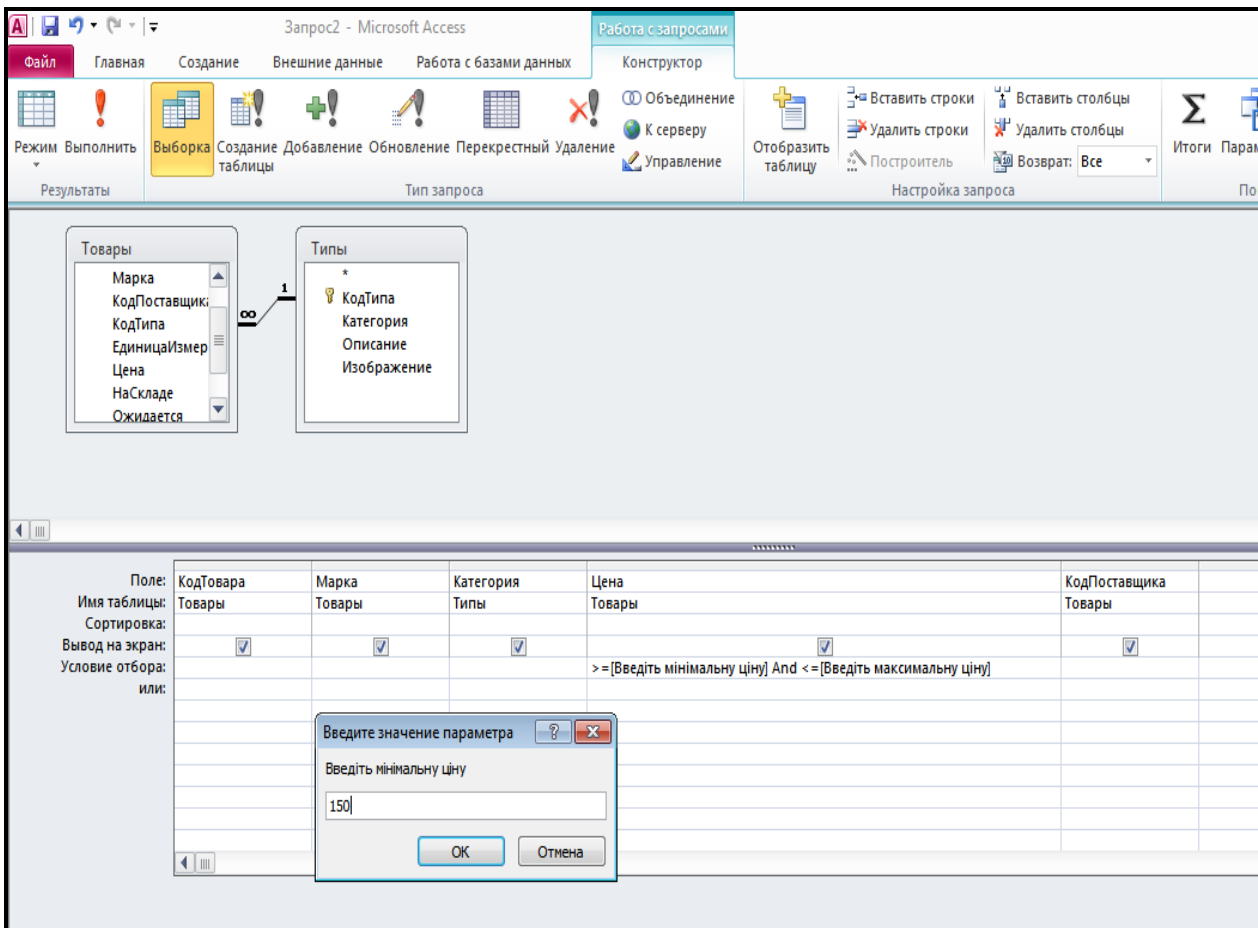 Запрос2 - Microsoft Access
Работа с запросами
Файл Главная Создание Внешние данные Работа с базами данных Конструктор
Режим Выполнить Выборка Создание таблицы Добавление Обновление Перекрестный Удаление
Объединение
К серверу
Управление
Отобразить таблицу
Вставить строки
Удалить строки
Построитель
Вставить столбцы
Удалить столбцы
Возврат: Все
Итоги Парам
Результаты Тип запроса Настройка запроса По
Товары
Марка
КодПоставщика
КодТипа
ЕдиницаИзмер
Цена
НаСкладе
Ожидается
∞ 1
Типы
*
КодТипа
Категория
Описание
Изображение
Поле: КодТовара Марка Категория Цена КодПоставщика
Имя таблицы: Товары Товары Типы Товары Товары
Сортировка:
Вывод на экран:
Условие отбора: >=[Введіть мінімальну ціну] And <=[Введіть максимальну ціну]
или:
Введите значение параметра
Введіть мінімальну ціну
150
ОК Отмена